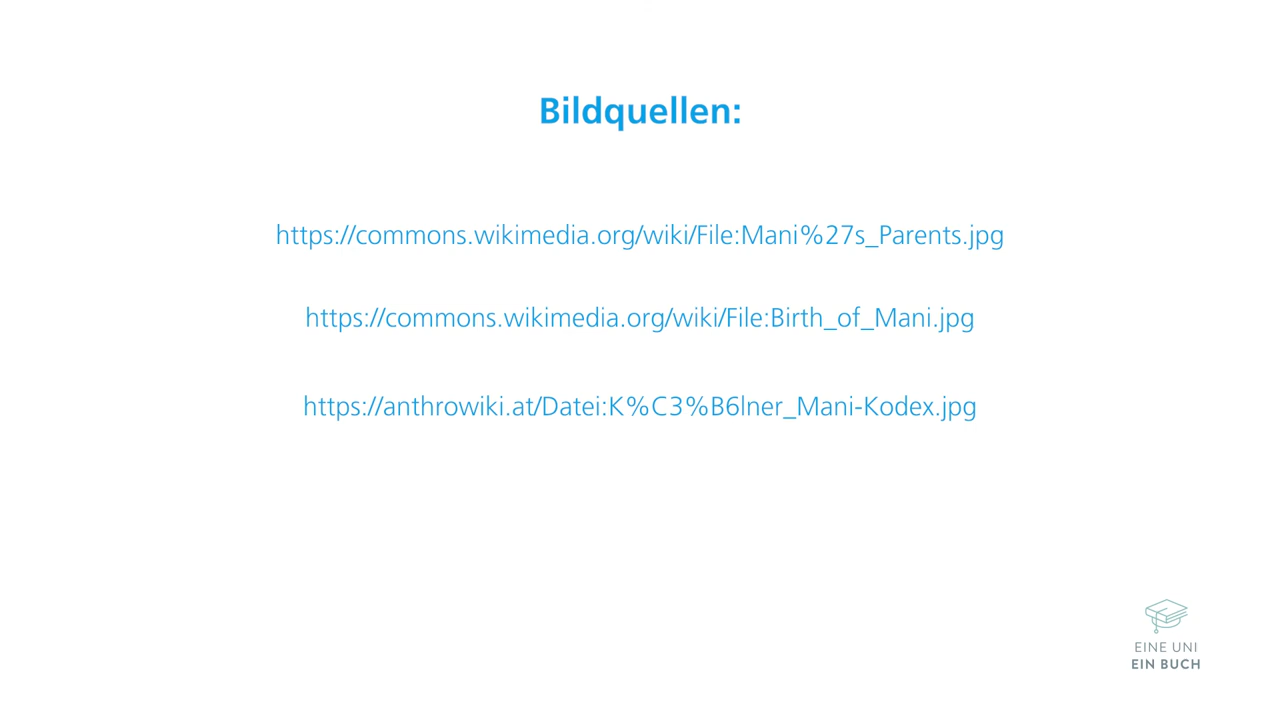 Bildquellen:
https://commons.wikimedia.org/wiki/File:Mani%27s_Parents.jpg
https://commons.wikimedia.org/wiki/File:Birth_of_Mani.jpg
https://anthrowiki.at/Datei:K%C3%B6lner_Mani-Kodex.jpg
EINE UNI
EIN BUCH